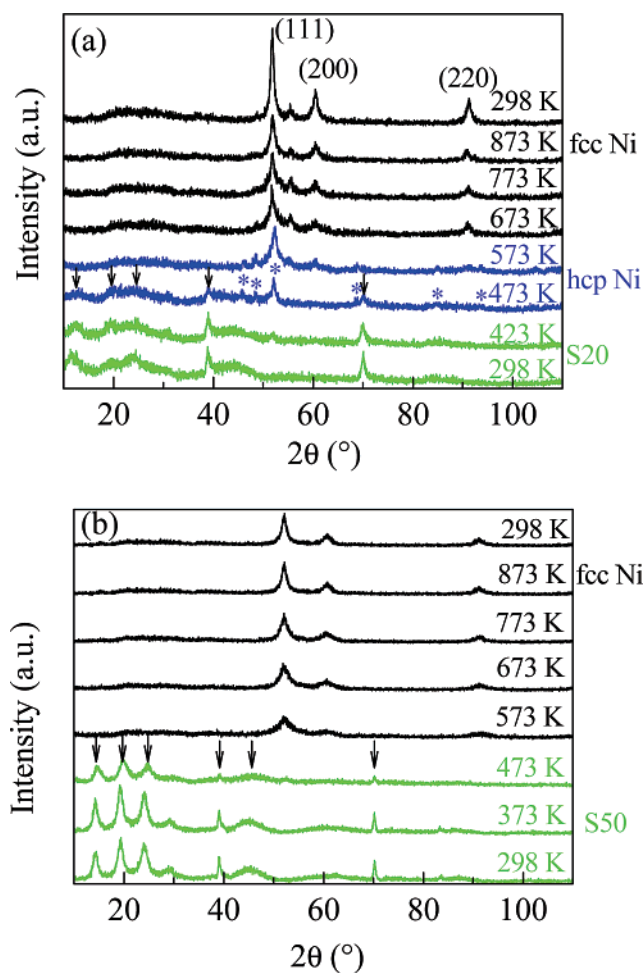 (a)
(111)
(200)
(220)
298 K
873 K
fcc Ni
773 K
673 K
573 K
hcp Ni
* * * * * *
473 K
423 K
S20
298 K
Intensity (a.u.)
20 40 60 80 100
2θ (°)
(b)
298 K
873 K
fcc Ni
773 K
673 K
573 K
473 K
373 K
S50
298 K
Intensity (a.u.)
20 40 60 80 100
2θ (°)